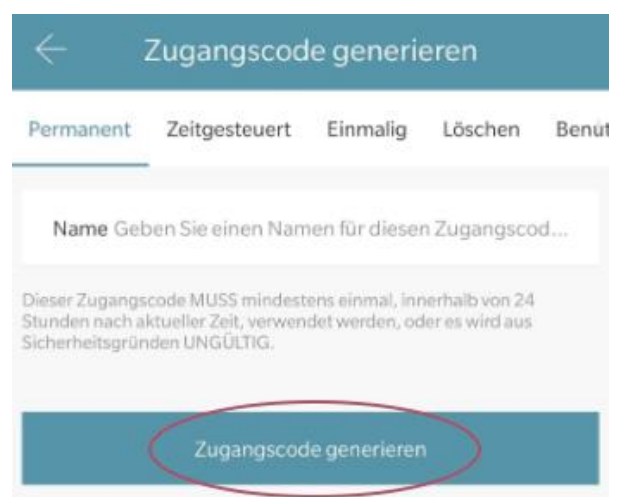 Zugangscode generieren
Permanent Zeitgesteuert Einmalig Löschen Benut
Name Geben Sie einen Namen für diesen Zugangscod...
Dieser Zugangscode MUSS mindestens einmal, innerhalb von 24
Stunden nach aktueller Zeit, verwendet werden, oder es wird aus
Sicherheitsgründen UNGÜLTIG.
Zugangscode generieren